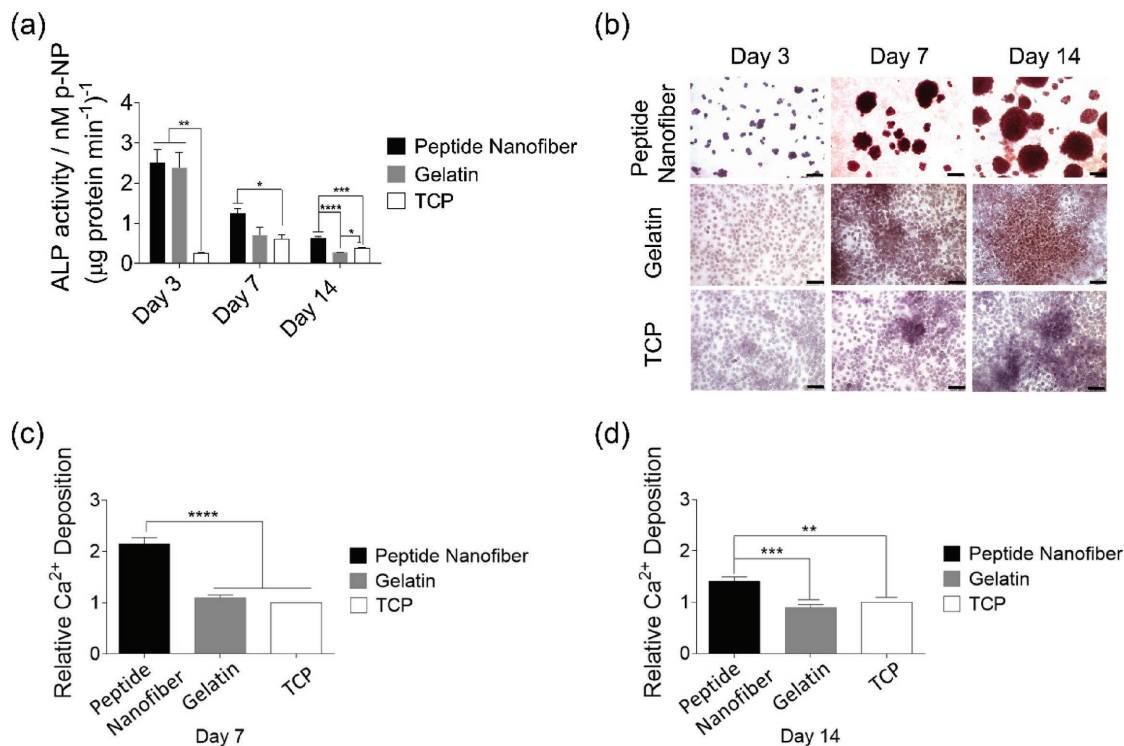 (a)
ALP activity / nM p-NP
(μg protein min⁻¹)⁻¹
4
3
2
1
0
**
*
***
****
*
Day 3
Day 7
Day 14
Peptide Nanofiber
Gelatin
TCP
(b)
Day 3
Day 7
Day 14
Peptide
Nanofiber
Gelatin
TCP
(c)
Relative Ca²⁺ Deposition
3
2
1
0
****
Peptide
Nanofiber
Gelatin
TCP
Day 7
Peptide Nanofiber
Gelatin
TCP
(d)
Relative Ca²⁺ Deposition
3
2
1
0
**
***
Peptide
Nanofiber
Gelatin
TCP
Day 14
Peptide Nanofiber
Gelatin
TCP